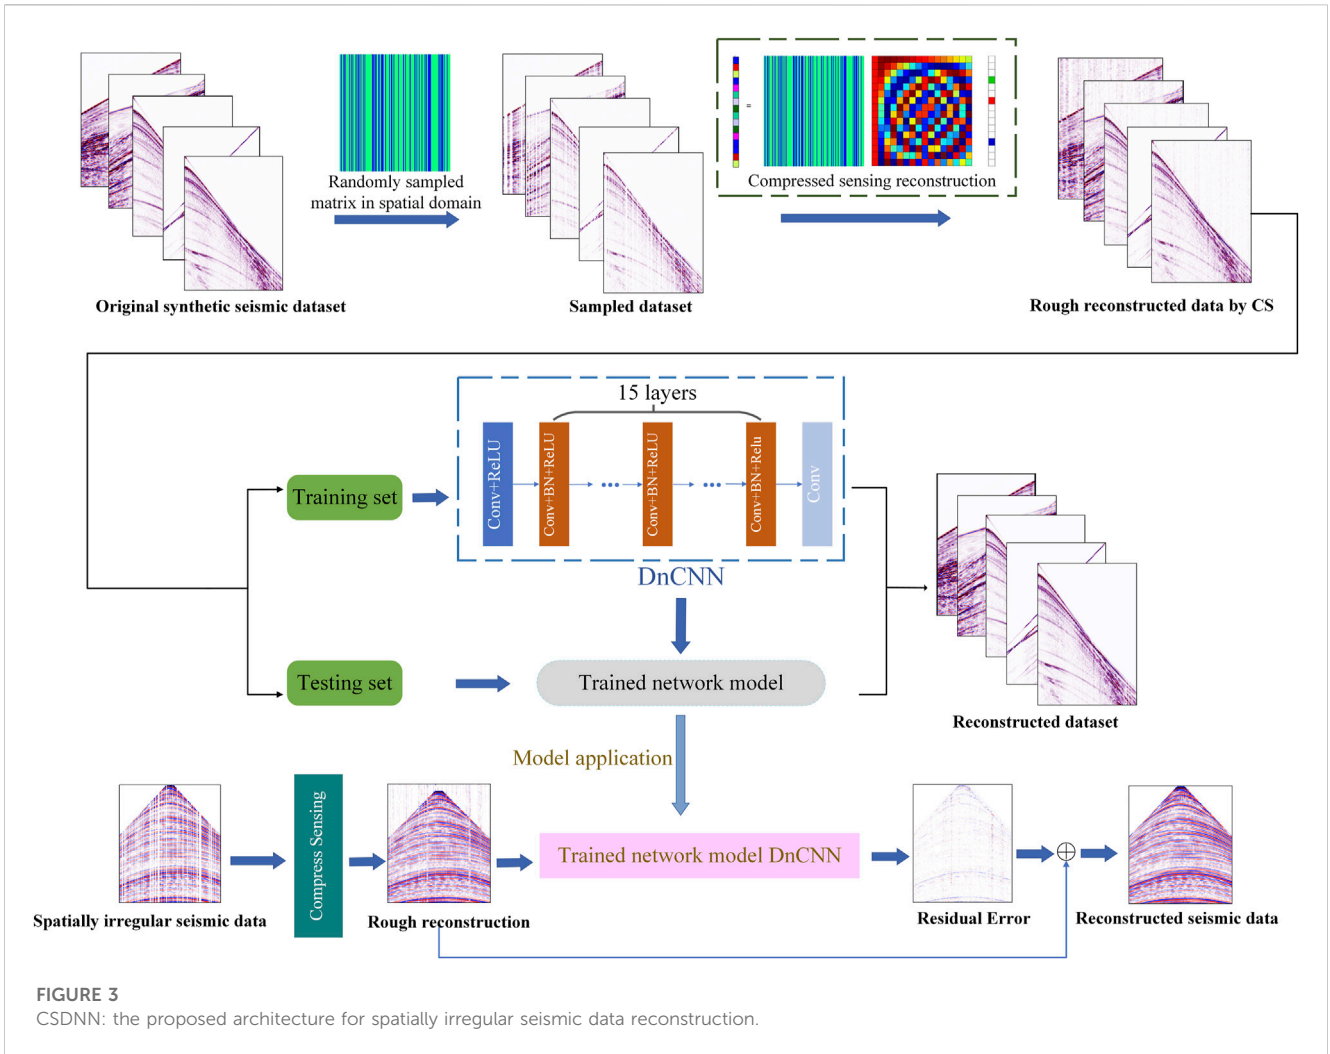 Randomly sampled
matrix in spatial domain
=
Compressed sensing reconstruction
Original synthetic seismic dataset
Sampled dataset
Rough reconstructed data by CS
15 layers
Training set
Conv+ReLU
Conv+BN+ReLU
Conv+BN+ReLU
Conv+BN+Relu
Conv
DnCNN
Testing set
Trained network model
Reconstructed dataset
Model application
Compress Sensing
Trained network model DnCNN
Spatially irregular seismic data
Rough reconstruction
Residual Error
Reconstructed seismic data
FIGURE 3
CSDNN: the proposed architecture for spatially irregular seismic data reconstruction.